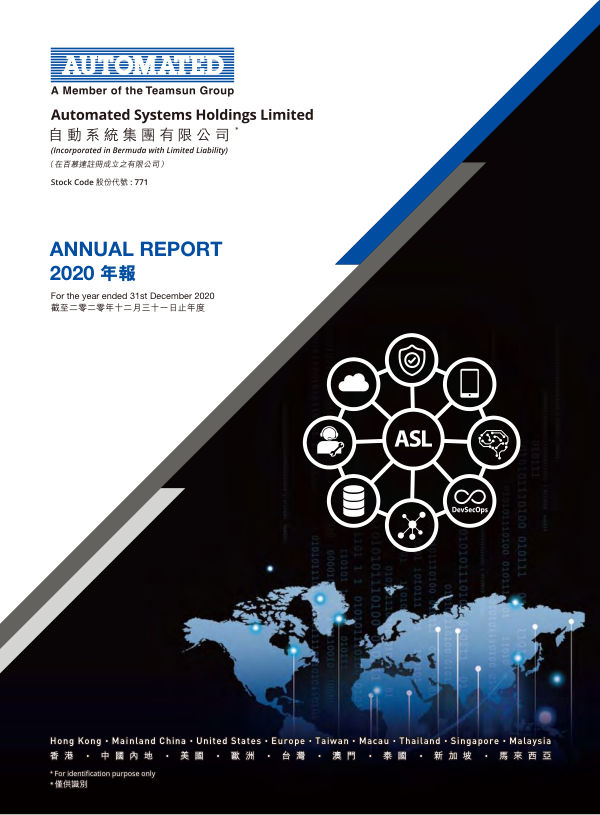 AUTOMATED
A Member of the Teamsun Group
Automated Systems Holdings Limited
自動系統集團有限公司*
(Incorporated in Bermuda with Limited Liability)
(在百慕達註冊成立之有限公司)
Stock Code 股份代號 : 771
ANNUAL REPORT
2020 年報
For the year ended 31st December 2020
截至二零二零年十二月三十一日止年度
ASL
DevSecOps
Hong Kong • Mainland China • United States • Europe • Taiwan • Macau • Thailand • Singapore • Malaysia
香港 • 中國內地 • 美國 • 歐洲 • 台灣 • 澳門 • 泰國 • 新加坡 • 馬來西亞
* For identification purpose only
* 僅供識別